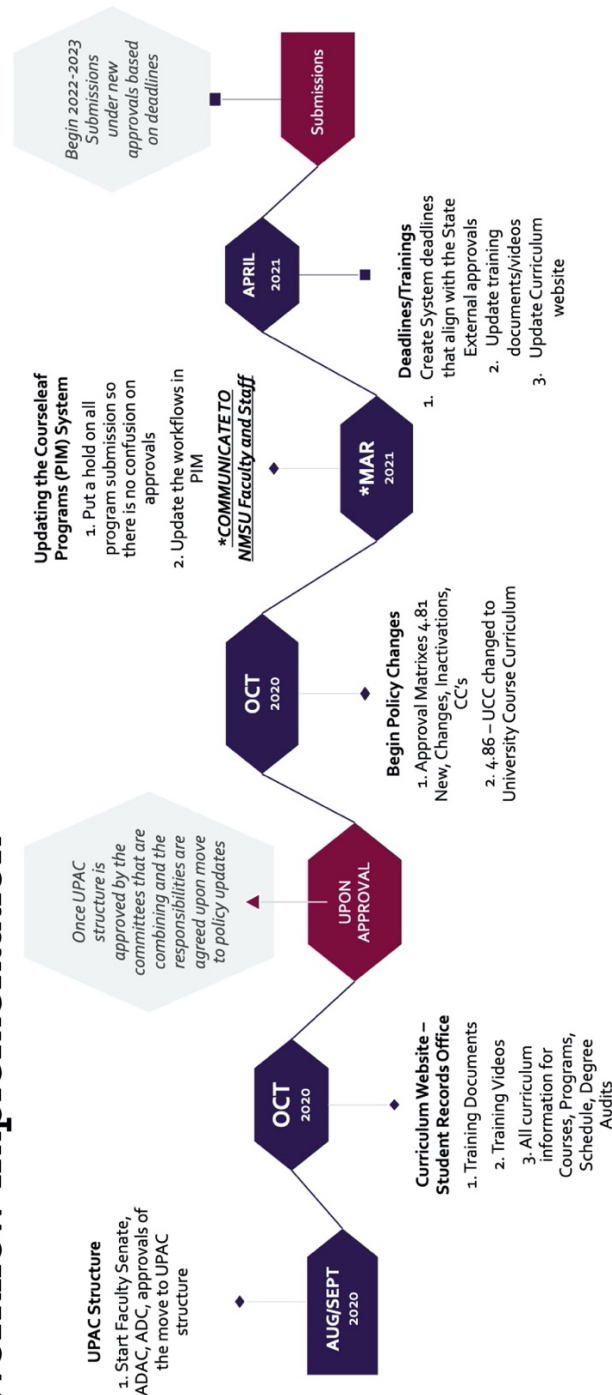 UPAC Structure
1. Start Faculty Senate,
ADAC, ADC, approvals of
the move to UPAC
structure
AUG/SEPT
2020
OCT
2020
Curriculum Website –
Student Records Office
1. Training Documents
2. Training Videos
3. All curriculum
information for
Courses, Programs,
Schedule, Degree
Audits
Once UPAC
structure is
approved by the
committees that are
combining and the
responsibilities are
agreed upon move
to policy updates
UPON
APPROVAL
OCT
2020
Begin Policy Changes
1. Approval Matrixes 4.81
New, Changes, Inactivations,
CC's
2. 4.86 – UCC changed to
University Course Curriculum
Updating the Courseleaf
Programs (PIM) System
1. Put a hold on all
program submission so
there is no confusion on
approvals
2. Update the workflows in
PIM
*COMMUNICATE TO
NMSU Faculty and Staff
*MAR
2021
APRIL
2021
Deadlines/Trainings
1. Create System deadlines
that align with the State
External approvals
2. Update training
documents/videos
3. Update Curriculum
website
Begin 2022-2023
Submissions
under new
approvals based
on deadlines
Submissions